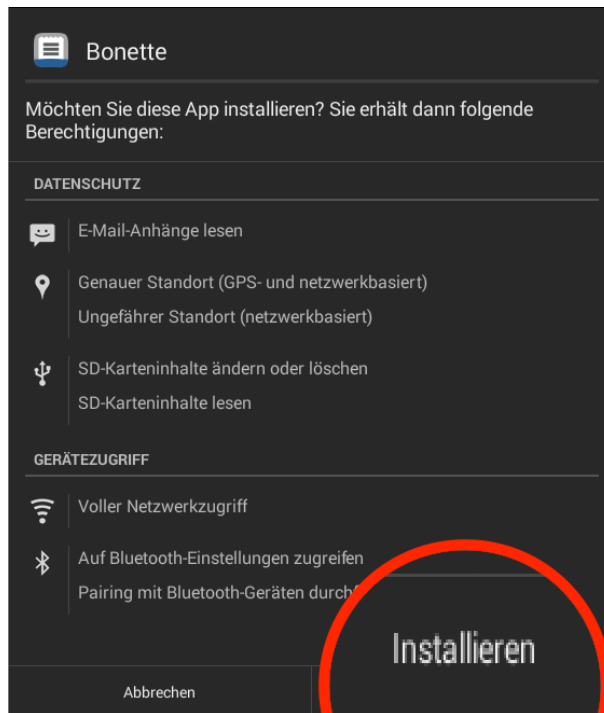 Bonette
Möchten Sie diese App installieren? Sie erhält dann folgende
Berechtigungen:
DATENSCHUTZ
E-Mail-Anhänge lesen
Genauer Standort (GPS- und netzwerkbasiert)
Ungefährer Standort (netzwerkbasiert)
SD-Karteninhalte ändern oder löschen
SD-Karteninhalte lesen
GERÄTEZUGRIFF
Voller Netzwerkzugriff
Auf Bluetooth-Einstellungen zugreifen
Pairing mit Bluetooth-Geräten
Installieren
Abbrechen